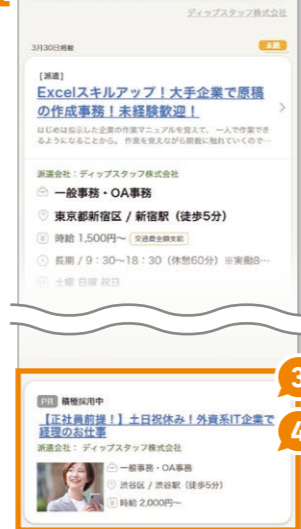 ディップスタッフ株式会社
3月30日掲載
未読
[派遣]
Excelスキルアップ！大手企業で原稿
の作成事務！未経験歓迎！
はじめは指示した企業の作業マニュアルを覚えて、一人で作業でき
るようになることから。作業を覚えながら関数に触れていくので…
派遣会社：ディップスタッフ株式会社
一般事務・OA事務
東京都新宿区 / 新宿駅（徒歩5分）
時給 1,500円〜 交通費全額支給
長期 / 9：30〜18：30（休憩60分）※実働8…
土曜 日曜 祝日
3
PR 積極採用中
【正社員前提！】土日祝休み！外資系IT企業で
4
経理のお仕事
派遣会社： ディップスタッフ株式会社
一般事務・OA事務
渋谷区 / 渋谷駅（徒歩5分）
時給 2,000円〜